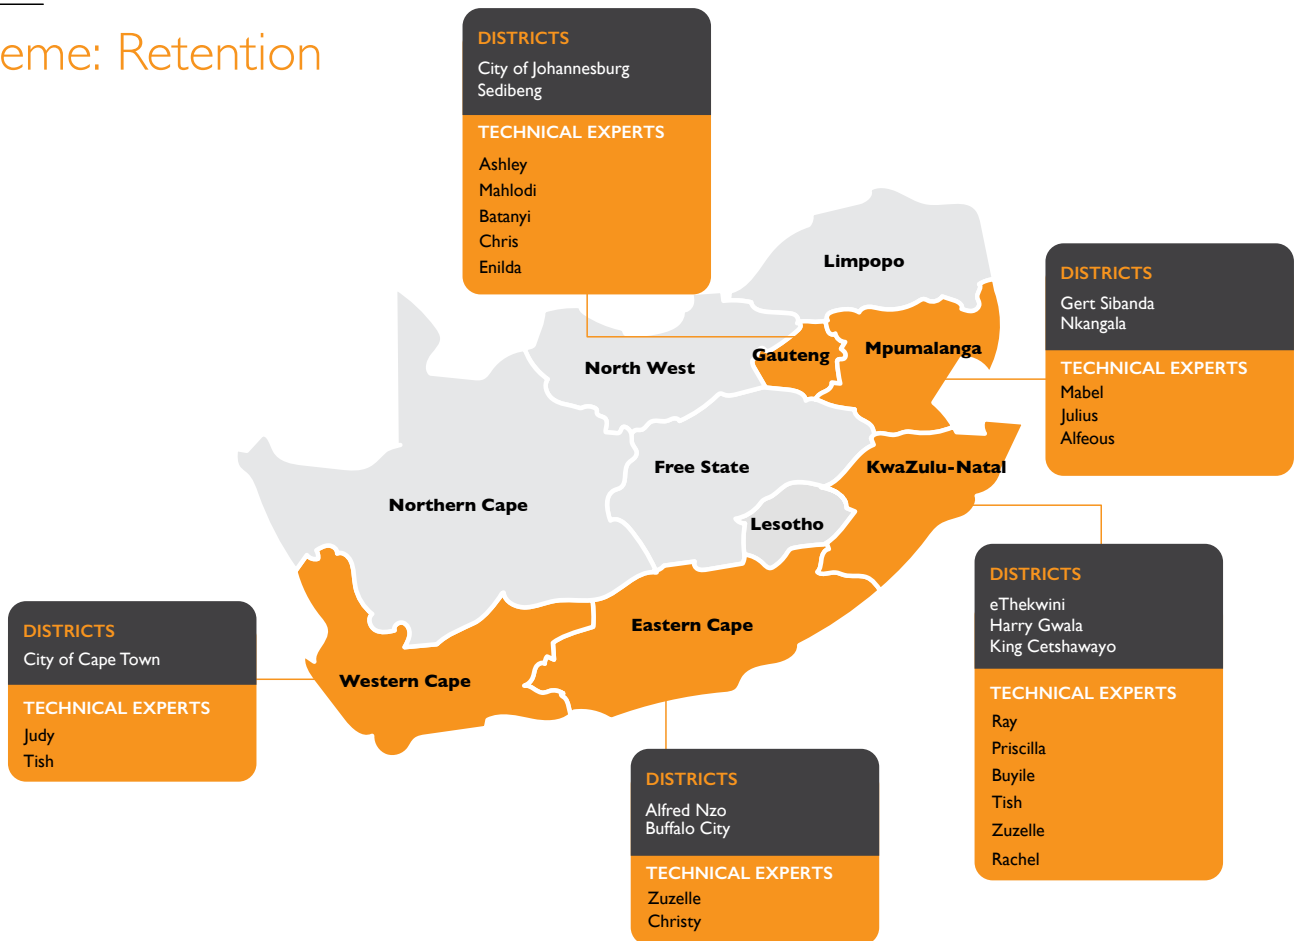 eme: Retention
DISTRICTS
City of Johannesburg
Sedibeng
TECHNICAL EXPERTS
Ashley
Mahlodi
Batanyi
Chris
Enilda
Limpopo
North West
Gauteng
Mpumalanga
Free State
KwaZulu-Natal
Northern Cape
Lesotho
Eastern Cape
Western Cape
DISTRICTS
Gert Sibanda
Nkangala
TECHNICAL EXPERTS
Mabel
Julius
Alfeous
DISTRICTS
eThekwini
Harry Gwala
King Cetshawayo
TECHNICAL EXPERTS
Ray
Priscilla
Buyile
Tish
Zuzelle
Rachel
DISTRICTS
City of Cape Town
TECHNICAL EXPERTS
Judy
Tish
DISTRICTS
Alfred Nzo
Buffalo City
TECHNICAL EXPERTS
Zuzelle
Christy